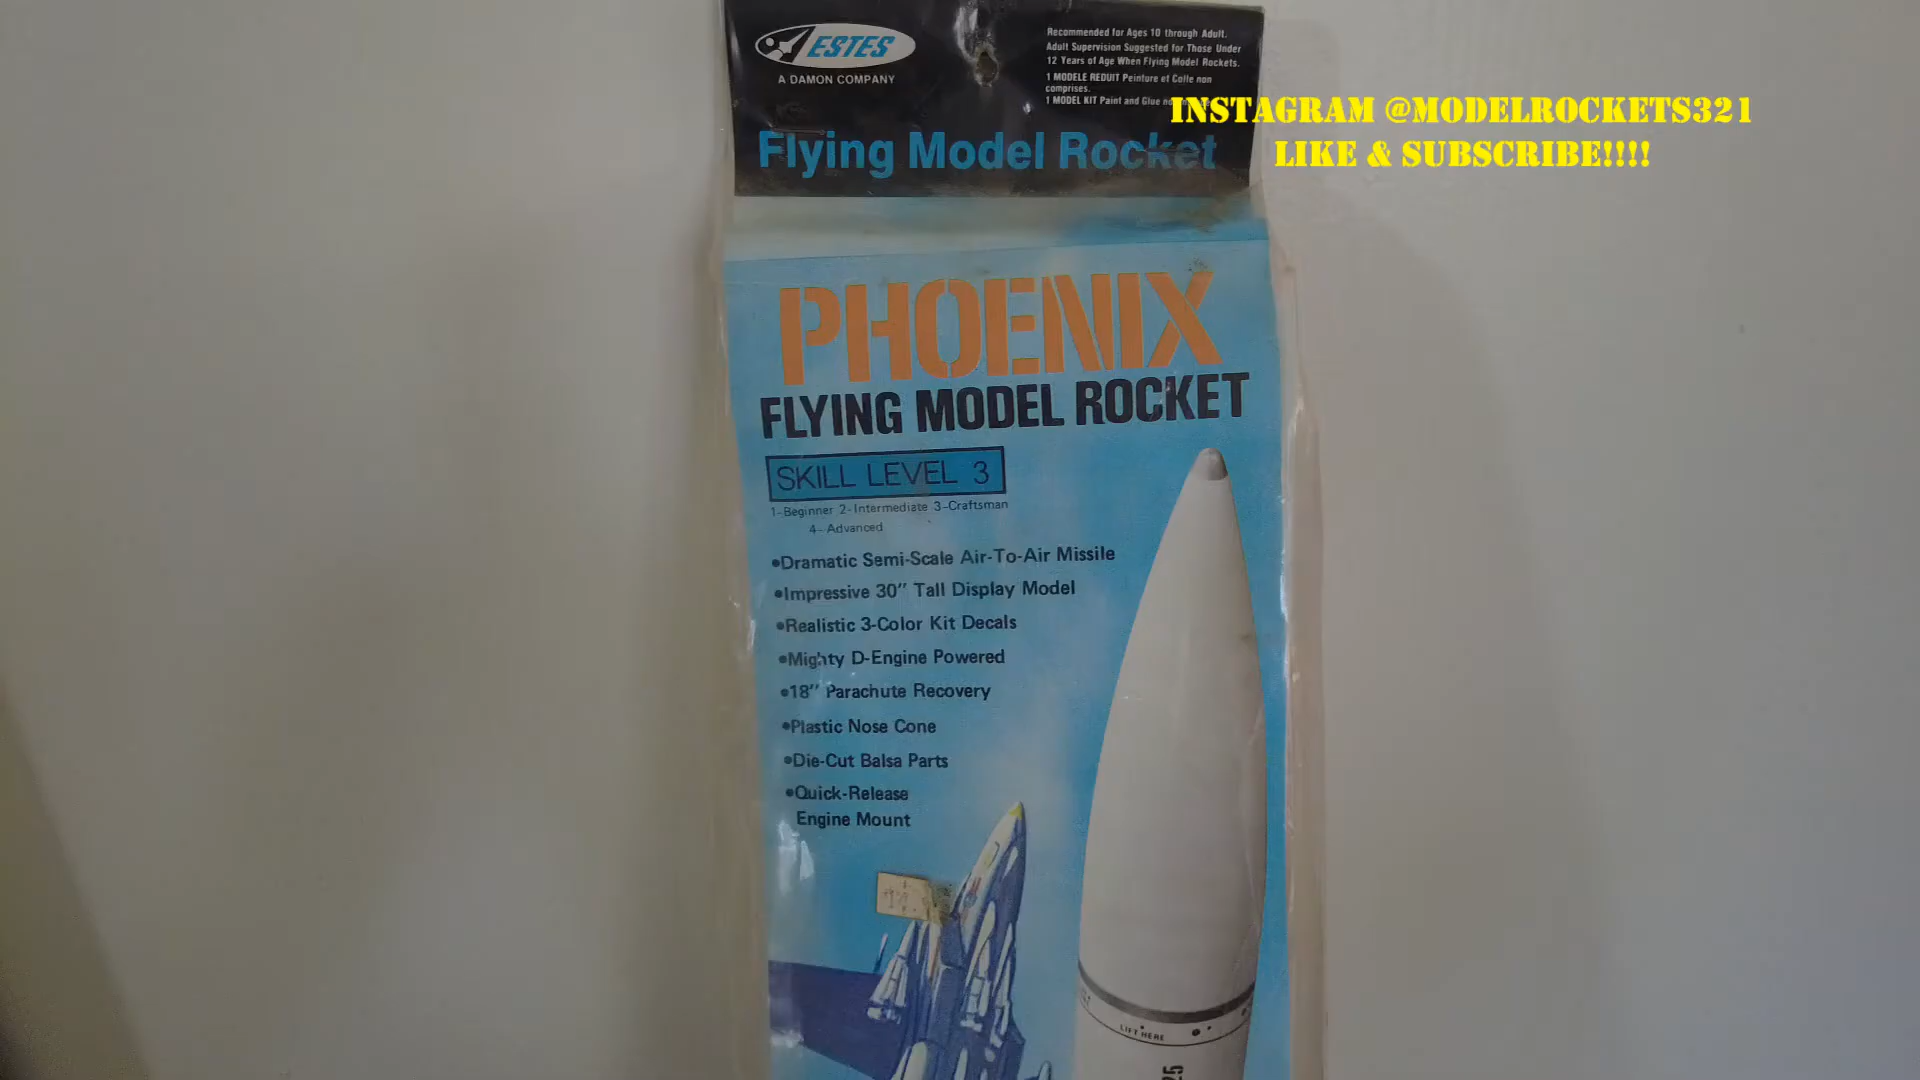 ESTES
A DAMON COMPANY
Recommended for Ages 10 through Adult.
Adult Supervision Suggested for Those Under
12 Years of Age When Flying Model Rockets.
1 MODELE REDUIT Peinture et Colle non
comprises.
1 MODEL KIT Paint and Glue
INSTAGRAM @MODELROCKETS321
LIKE & SUBSCRIBE!!!!
Flying Model Rocket
PHOENIX
FLYING MODEL ROCKET
SKILL LEVEL 3
1-Beginner 2-Intermediate 3-Craftsman
4-Advanced
•Dramatic Semi-Scale Air-To-Air Missile
•Impressive 30" Tall Display Model
•Realistic 3-Color Kit Decals
•Mighty D-Engine Powered
•18" Parachute Recovery
•Plastic Nose Cone
•Die-Cut Balsa Parts
•Quick-Release
Engine Mount
LIFT HERE